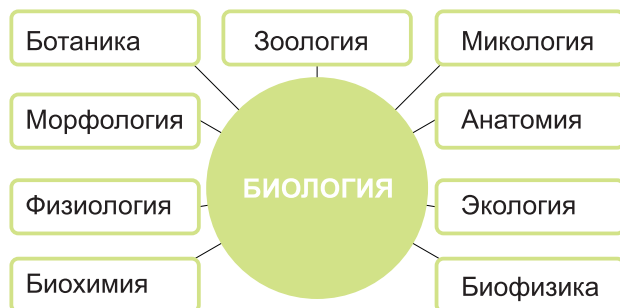 Ботаника
Зоология
Микология
Морфология
Анатомия
БИОЛОГИЯ
Физиология
Экология
Биохимия
Биофизика